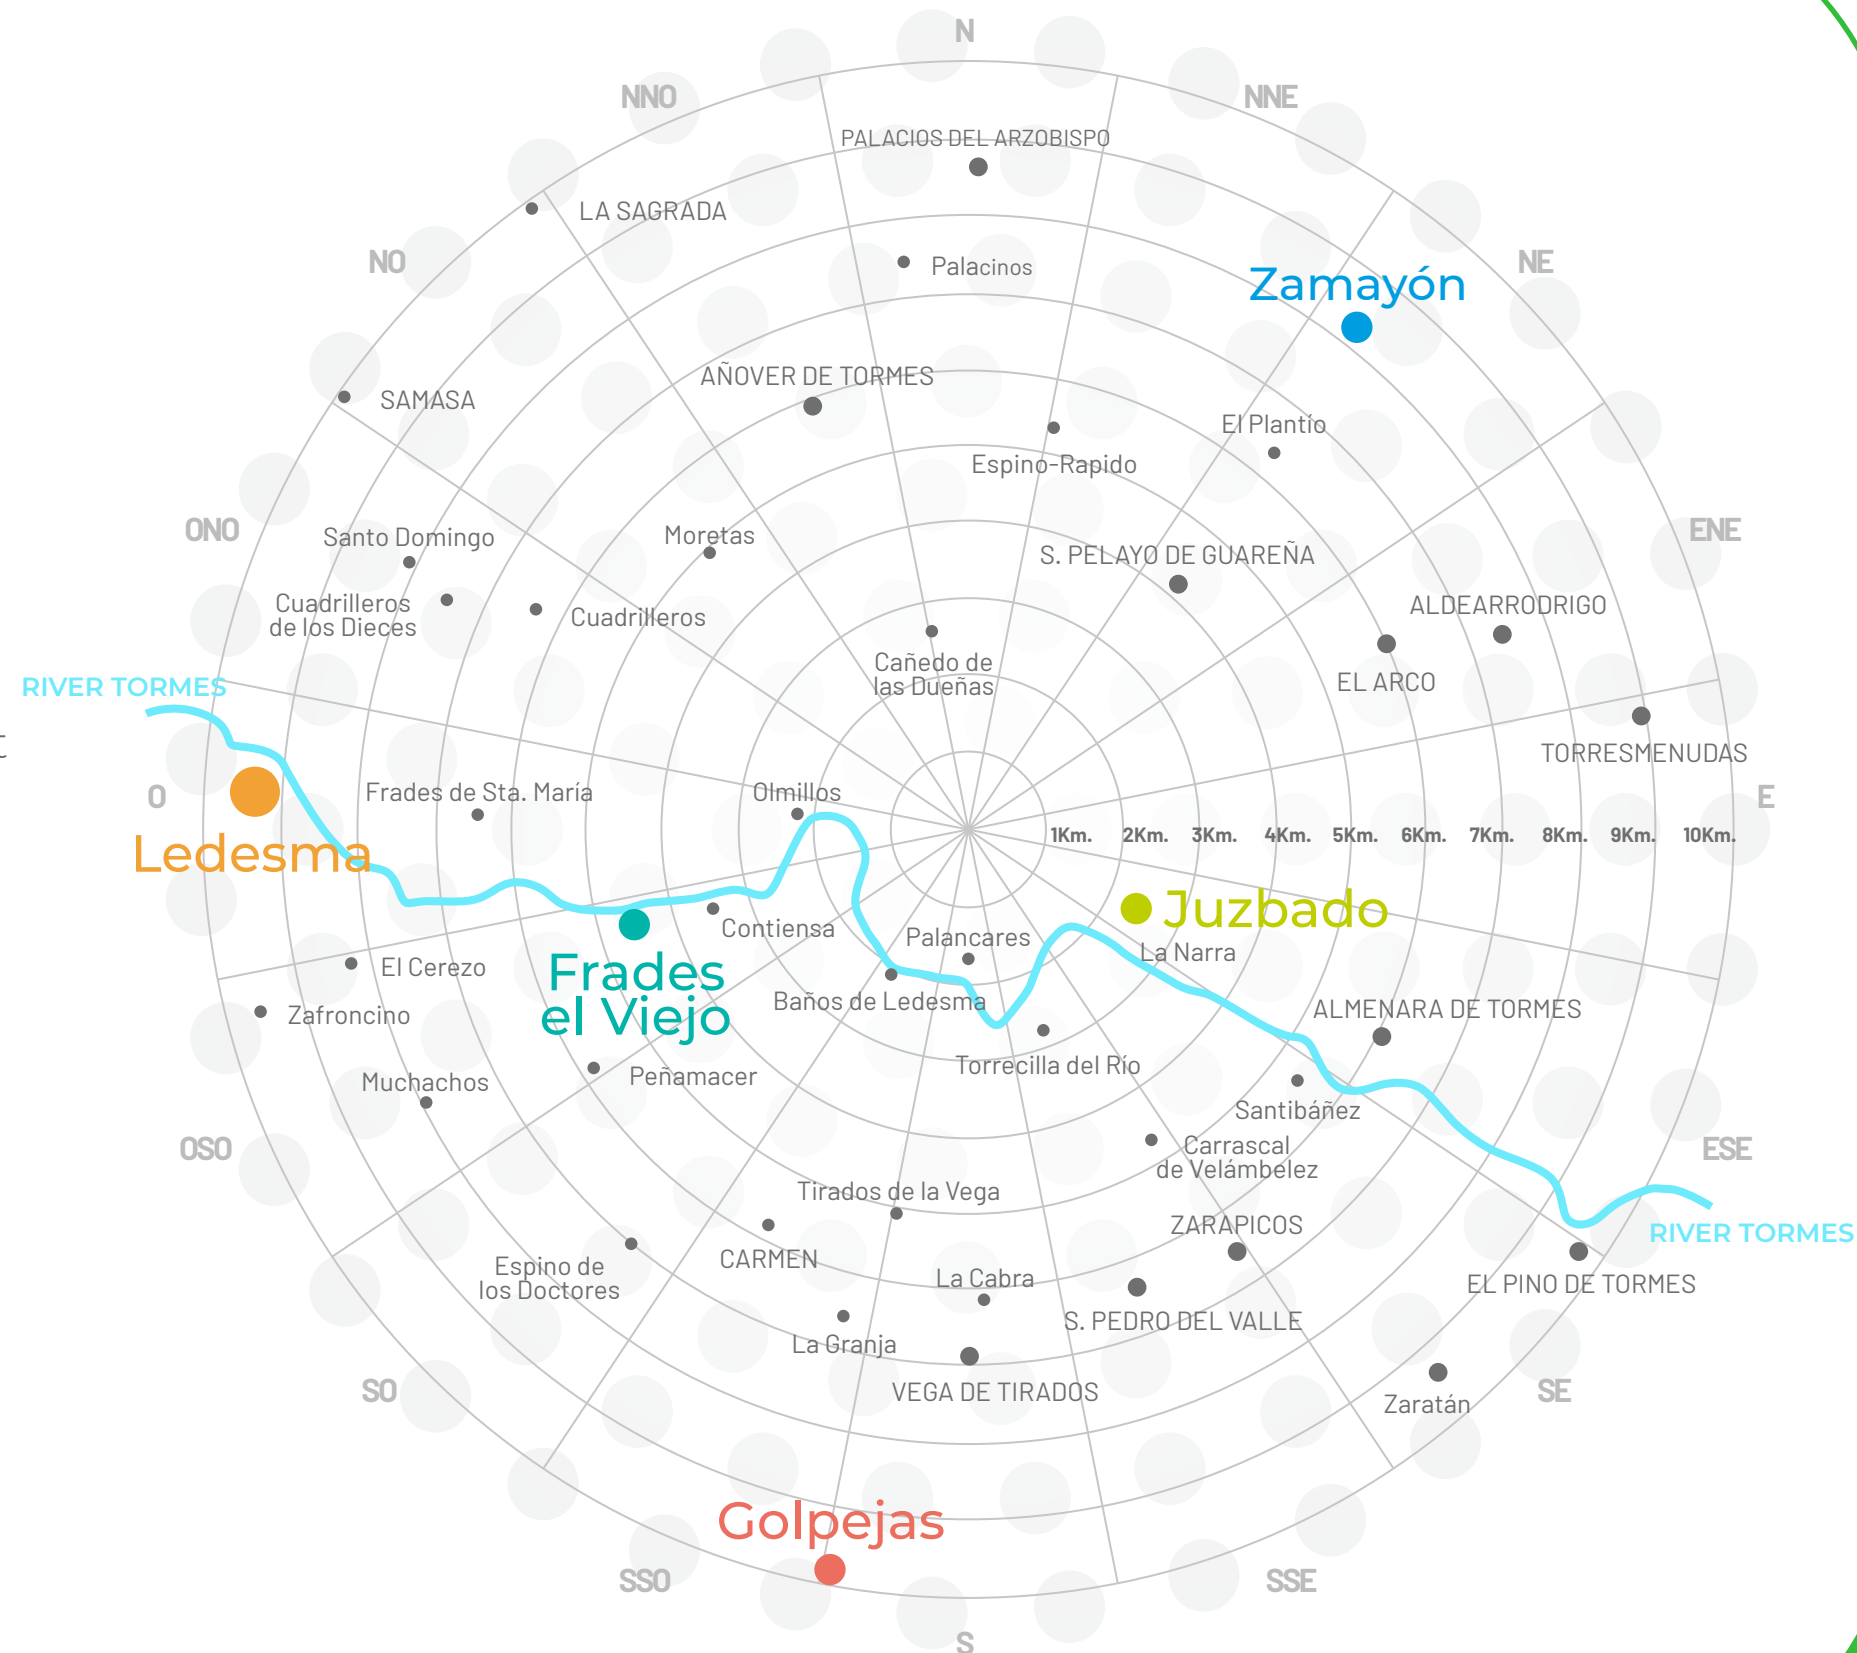 N
NNO
NNE
PALACIOS DEL ARZOBISPO
LA SAGRADA
NO
Palacinos
NE
Zamayón
AÑOVER DE TORMES
SAMASA
El Plantío
Espino-Rapido
ONO
ENE
Santo Domingo
Moretas
S. PELAYO DE GUAREÑA
Cuadrilleros
de los Dieces
Cuadrilleros
ALDEARRODRIGO
Cañedo de
las Dueñas
EL ARCO
RIVER TORMES
TORRESMENUDAS
O
Frades de Sta. María
Olmillos
E
1Km.
2Km.
3Km.
4Km.
5Km.
6Km.
7Km.
8Km.
9Km.
10Km.
Ledesma
Juzbado
Contiensa
Palancares
La Narra
El Cerezo
Frades
el Viejo
Baños de Ledesma
Zafroncino
ALMENARA DE TORMES
Torrecilla del Río
Peñamacer
Muchachos
Santibáñez
OSO
Carrascal
de Velámbelez
ESE
Tirados de la Vega
ZARAPICOS
RIVER TORMES
CARMEN
Espino de
los Doctores
La Cabra
EL PINO DE TORMES
S. PEDRO DEL VALLE
La Granja
VEGA DE TIRADOS
SO
SE
Zaratán
Golpejas
SSO
SSE
S